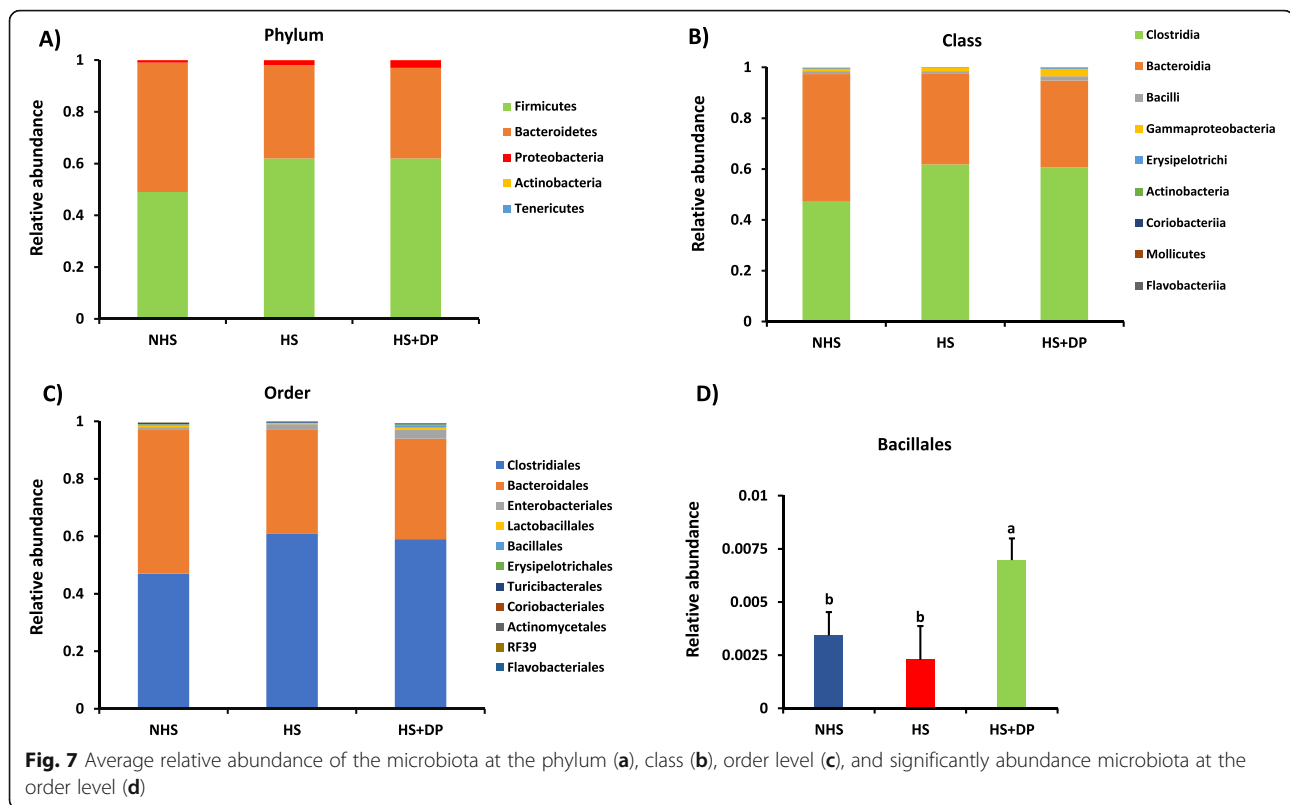 A)
Phylum
Relative abundance
1
0.8
0.6
0.4
0.2
0
NHS
HS
HS+DP
Firmicutes
Bacteroidetes
Proteobacteria
Actinobacteria
Tenericutes
B)
Class
Relative abundance
1
0.8
0.6
0.4
0.2
0
NHS
HS
HS+DP
Clostridia
Bacteroidia
Bacilli
Gammaproteobacteria
Erysipelotrichi
Actinobacteria
Coriobacteriia
Mollicutes
Flavobacteriia
C)
Order
Relative abundance
1
0.8
0.6
0.4
0.2
0
NHS
HS
HS+DP
Clostridiales
Bacteroidales
Enterobacteriales
Lactobacillales
Bacillales
Erysipelotrichales
Turicibacterales
Coriobacteriales
Actinomycetales
RF39
Flavobacteriales
D)
Bacillales
Relative abundance
0.01
0.0075
0.005
0.0025
0
b
b
a
NHS
HS
HS+DP
Fig. 7 Average relative abundance of the microbiota at the phylum (a), class (b), order level (c), and significantly abundance microbiota at the
order level (d)